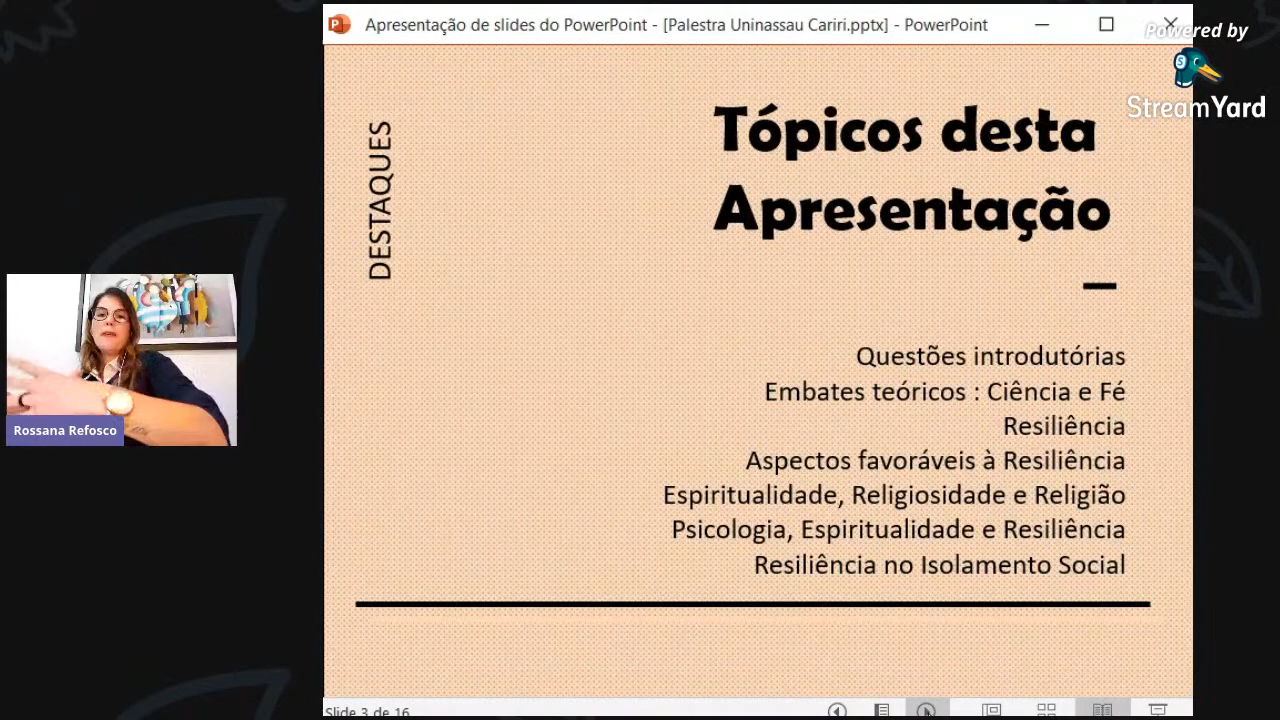 Apresentação de slides do PowerPoint - [Palestra Uninassau Cariri.pptx] - PowerPoint
Powered by
StreamYard
DESTAQUES
Tópicos desta
Apresentação
Questões introdutórias
Embates teóricos : Ciência e Fé
Resiliência
Aspectos favoráveis à Resiliência
Espiritualidade, Religiosidade e Religião
Psicologia, Espiritualidade e Resiliência
Resiliência no Isolamento Social
Rossana Refosco
Slide 3 de 16